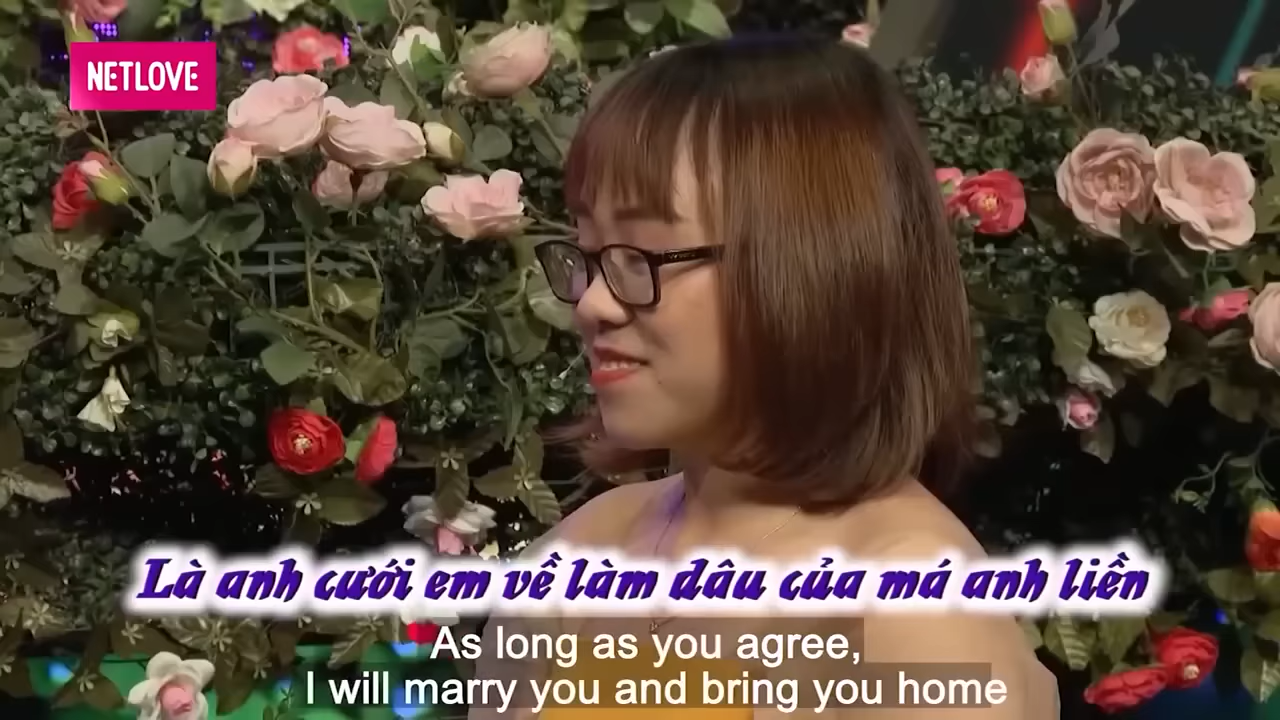 NETLOVE
Là anh cưới em về làm dâu của má anh liền
As long as you agree,
I will marry you and bring you home